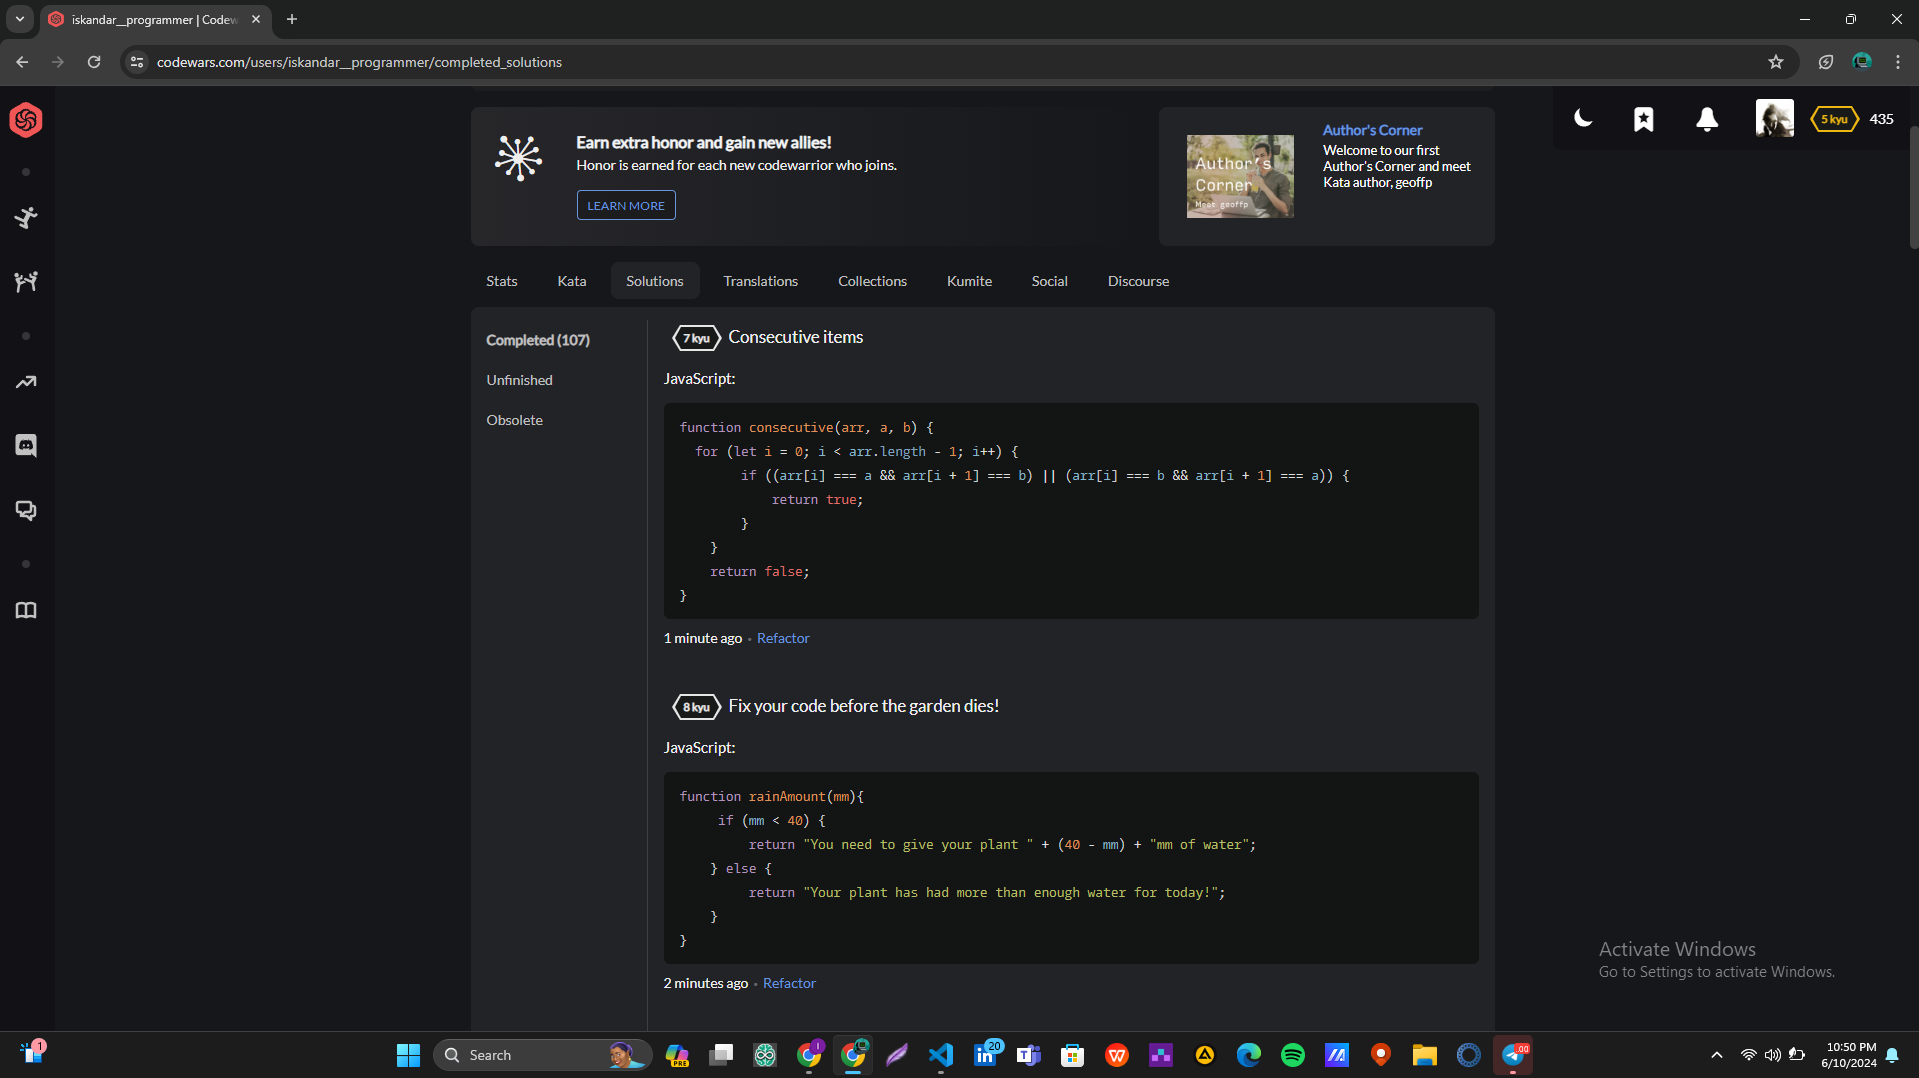 iskandar__programmer | Codew
codewars.com/users/iskandar__programmer/completed_solutions
Earn extra honor and gain new allies!
Honor is earned for each new codewarrior who joins.
LEARN MORE
Author's
Corner
Meet geoffp
Author's Corner
Welcome to our first
Author's Corner and meet
Kata author, geoffp
5 kyu
435
Stats
Kata
Solutions
Translations
Collections
Kumite
Social
Discourse
Completed (107)
Unfinished
Obsolete
7 kyu Consecutive items
JavaScript:
function consecutive(arr, a, b) {
for (let i = 0; i < arr.length - 1; i++) {
if ((arr[i] === a && arr[i + 1] === b) || (arr[i] === b && arr[i + 1] === a)) {
return true;
}
}
return false;
}
1 minute ago • Refactor
8 kyu Fix your code before the garden dies!
JavaScript:
function rainAmount(mm){
if (mm < 40) {
return "You need to give your plant " + (40 - mm) + "mm of water";
} else {
return "Your plant has had more than enough water for today!";
}
}
2 minutes ago • Refactor
Activate Windows
Go to Settings to activate Windows.
1
Search
PRE
20
10:50 PM
6/10/2024